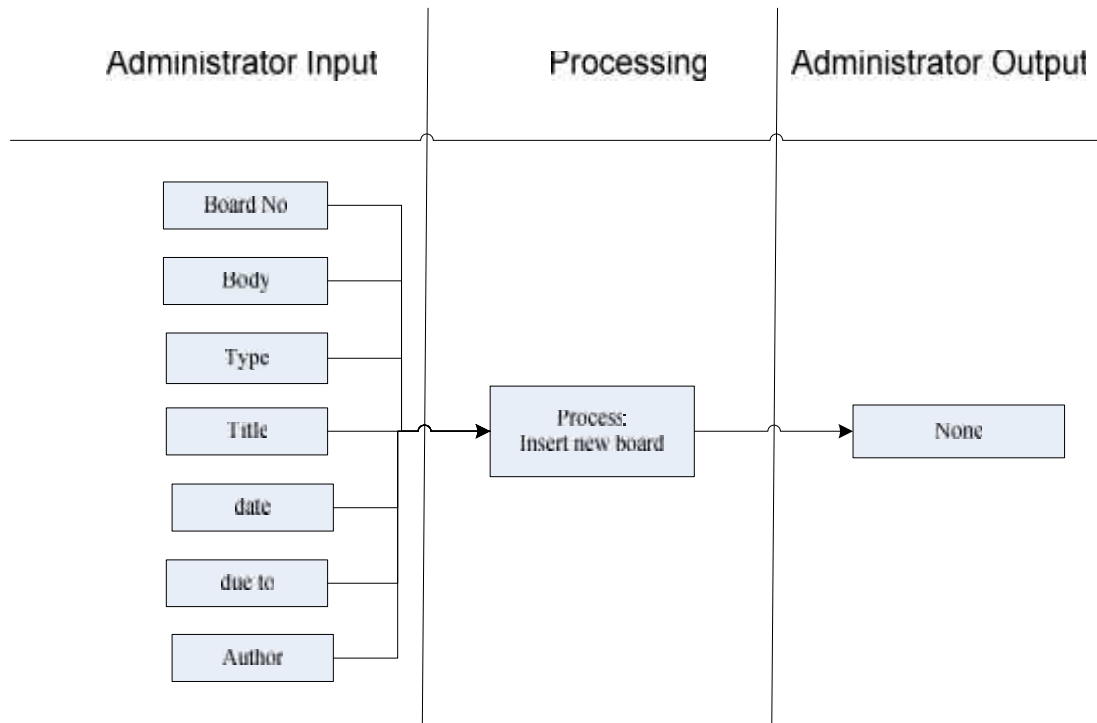 Administrator Input
Processing
Administrator Output
Board No
Body
Type
Title
date
due to
Author
Process:
Insert new board
None